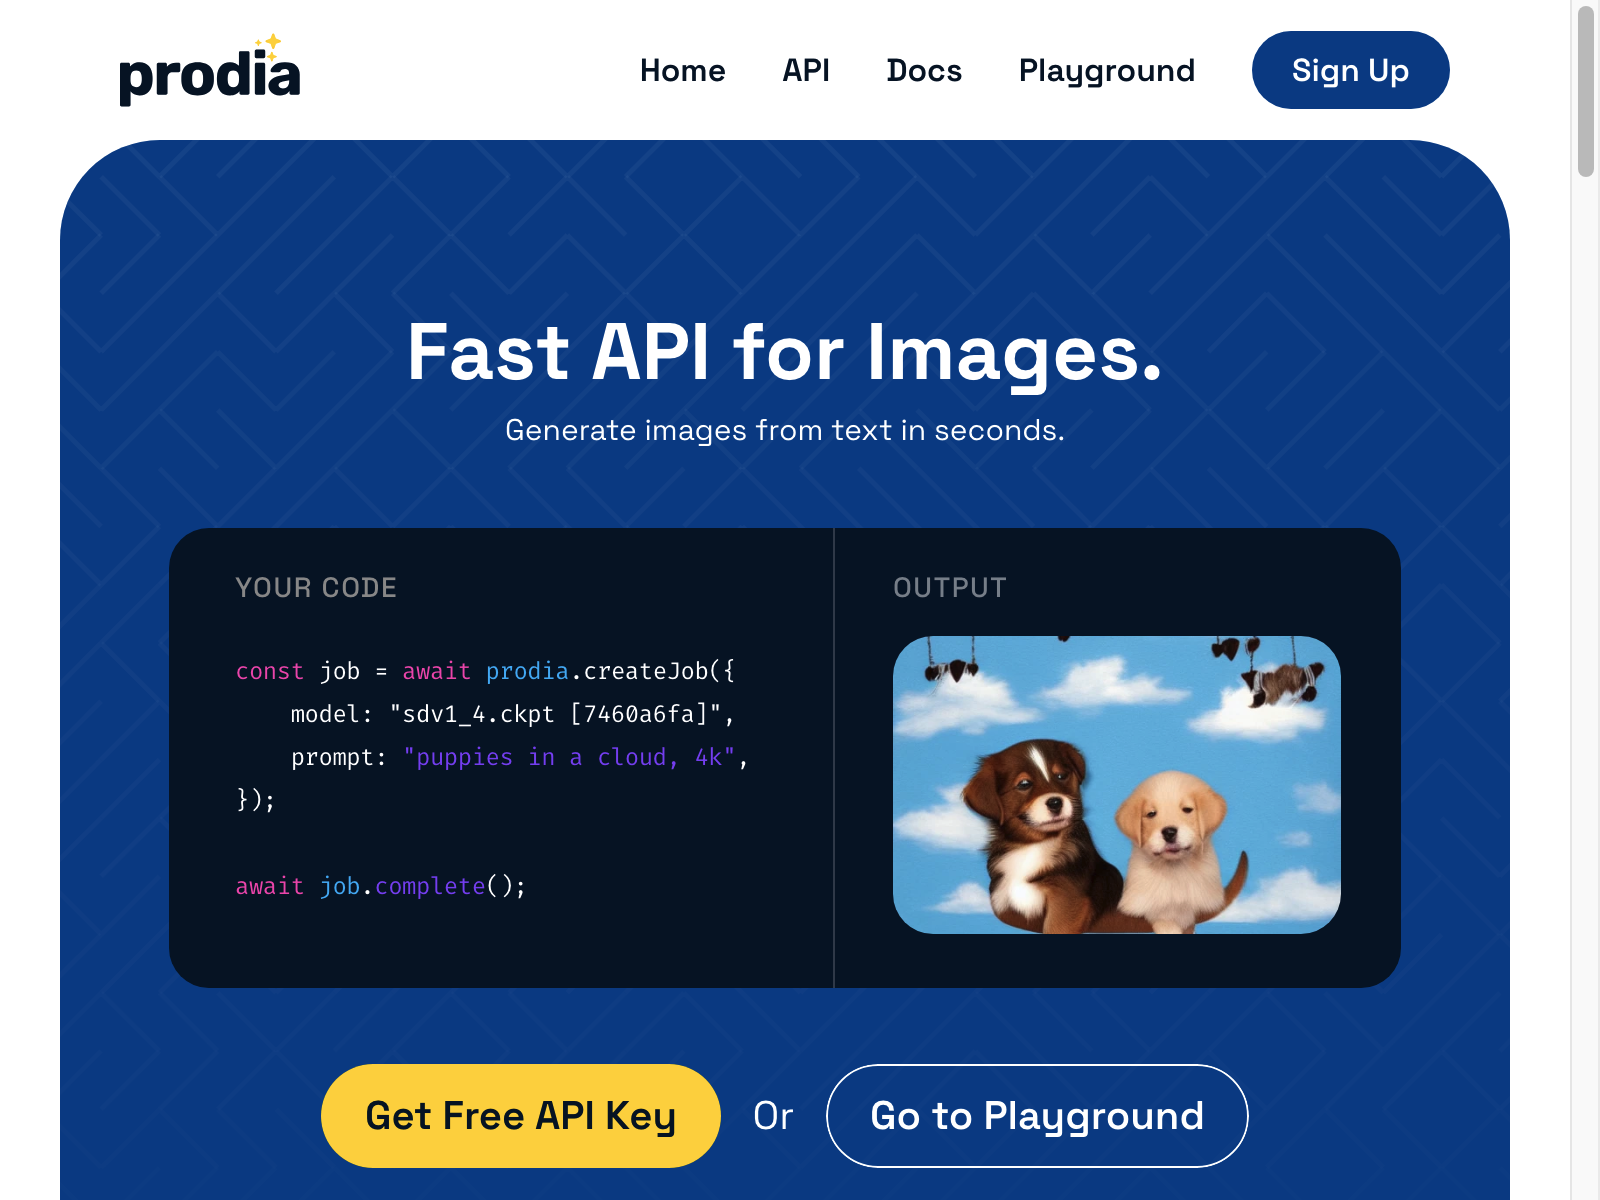 prodia
Home API Docs Playground Sign Up
Fast API for Images.
Generate images from text in seconds.
YOUR CODE
const job = await prodia.createJob({
    model: "sdv1_4.ckpt [7460a6fa]",
    prompt: "puppies in a cloud, 4k",
});
await job.complete();
OUTPUT
Get Free API Key Or Go to Playground